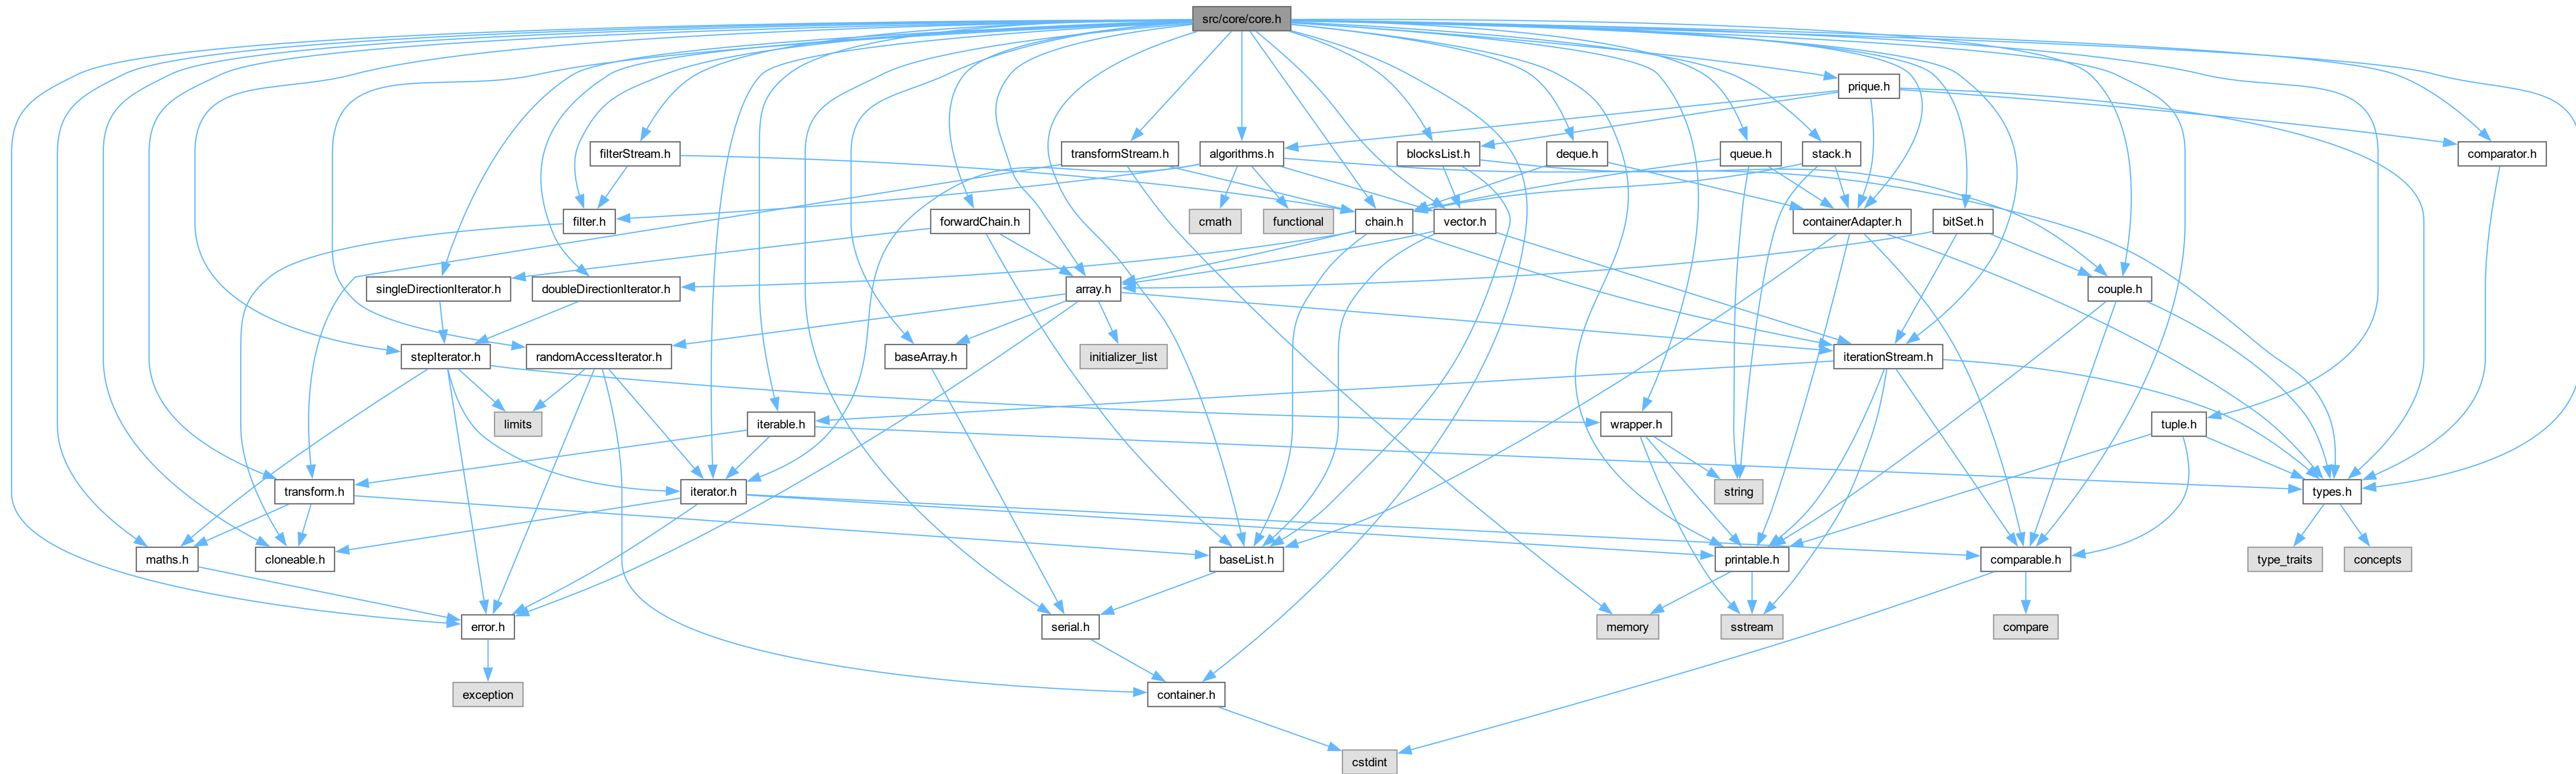 src/core/core.h
prique.h
filterStream.h
transformStream.h
algorithms.h
blocksList.h
deque.h
queue.h
stack.h
comparator.h
filter.h
forwardChain.h
cmath
functional
chain.h
vector.h
containerAdapter.h
bitSet.h
singleDirectionIterator.h
doubleDirectionIterator.h
array.h
couple.h
stepIterator.h
randomAccessIterator.h
baseArray.h
initializer_list
iterationStream.h
limits
iterable.h
wrapper.h
tuple.h
transform.h
iterator.h
string
types.h
maths.h
cloneable.h
baseList.h
printable.h
comparable.h
type_traits
concepts
error.h
serial.h
memory
sstream
compare
exception
container.h
cstdint